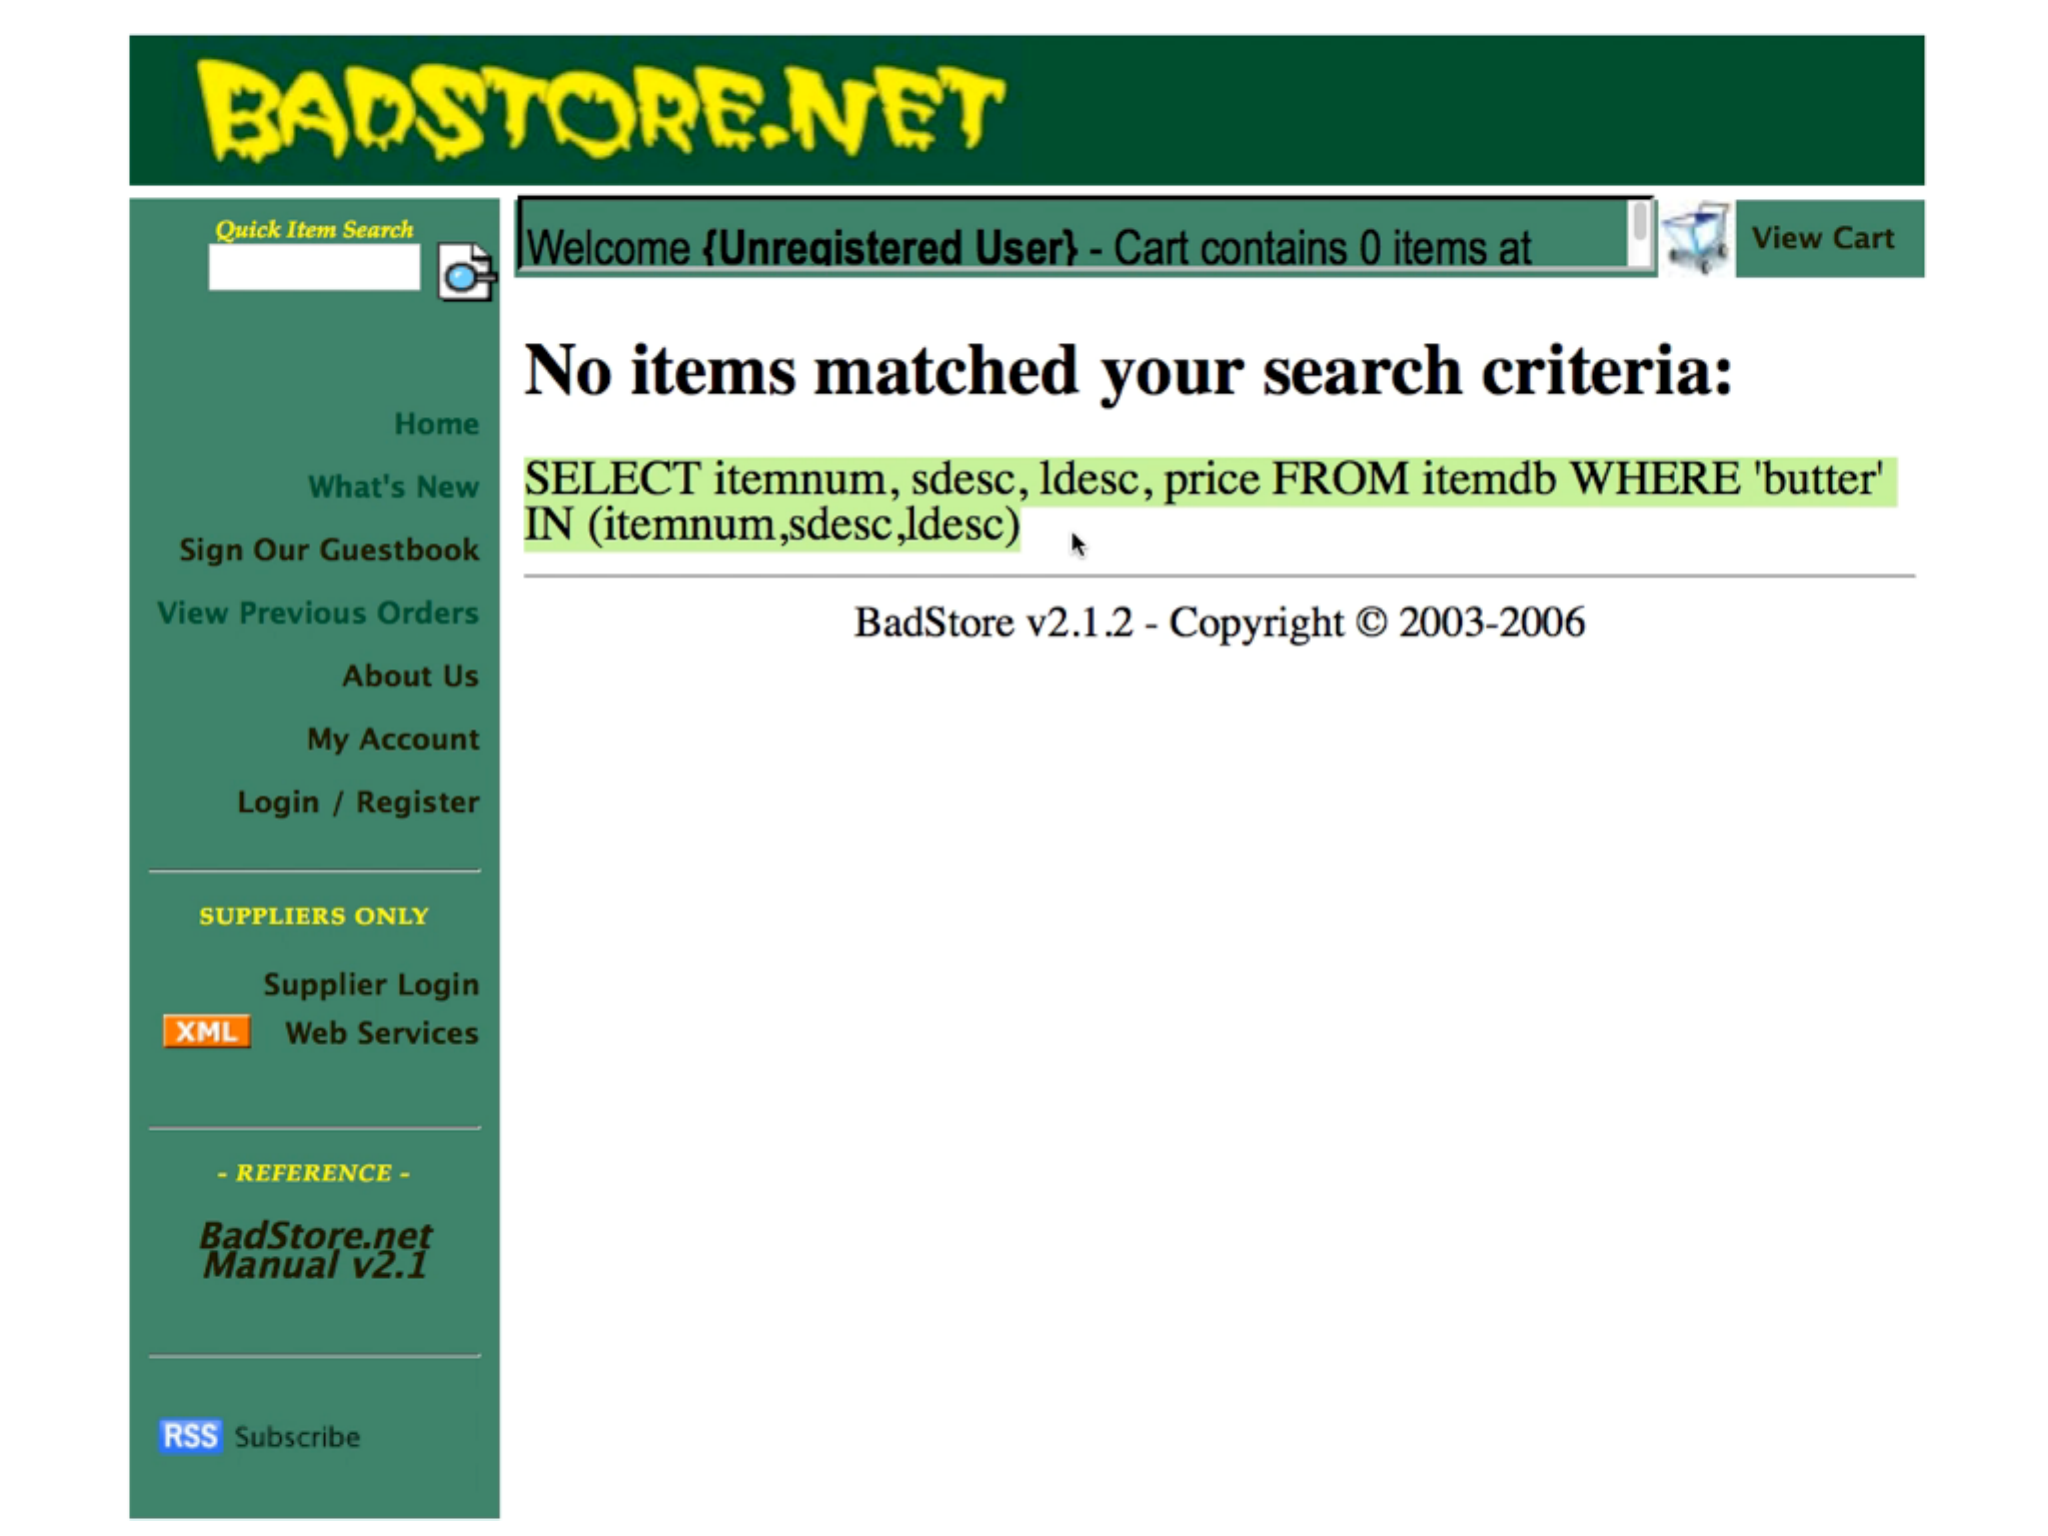 BADSTORE.NET
Quick Item Search
Welcome {Unregistered User} - Cart contains 0 items at
View Cart
No items matched your search criteria:
SELECT itemnum, sdesc, ldesc, price FROM itemdb WHERE 'butter'
IN (itemnum,sdesc,ldesc)
BadStore v2.1.2 - Copyright © 2003-2006
Home
What's New
Sign Our Guestbook
View Previous Orders
About Us
My Account
Login / Register
SUPPLIERS ONLY
Supplier Login
XML Web Services
- REFERENCE -
BadStore.net
Manual v2.1
RSS Subscribe